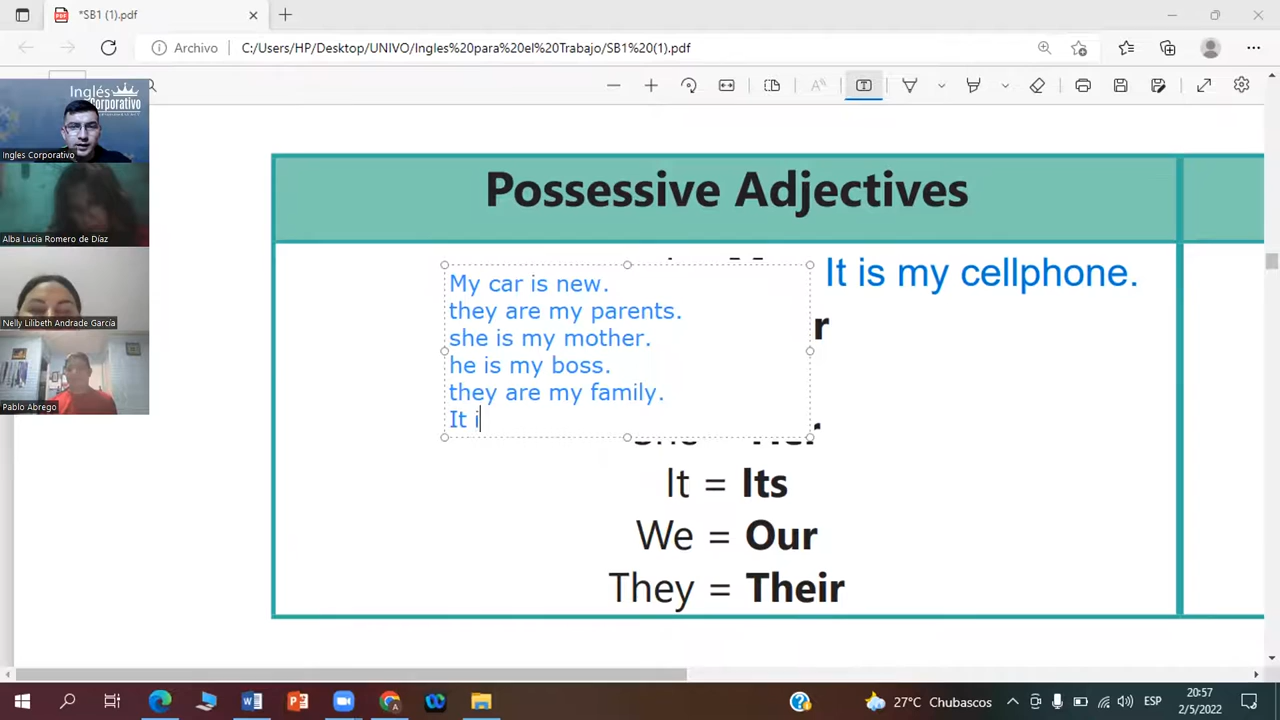 *SB1 (1).pdf
Archivo
C:/Users/HP/Desktop/UNIVO/Ingles%20para%20el%20Trabajo/SB1%20(1).pdf
Inglés
Corporativo
Ingles Corporativo
Alba Lucia Romero de Díaz
Nelly Lilibeth Andrade García
Pablo Abrego
Possessive Adjectives
It is my cellphone.
My car is new.
they are my parents.
she is my mother.
he is my boss.
they are my family.
It i
It = Its
We = Our
They = Their
27°C Chubascos
ESP
20:57
2/5/2022